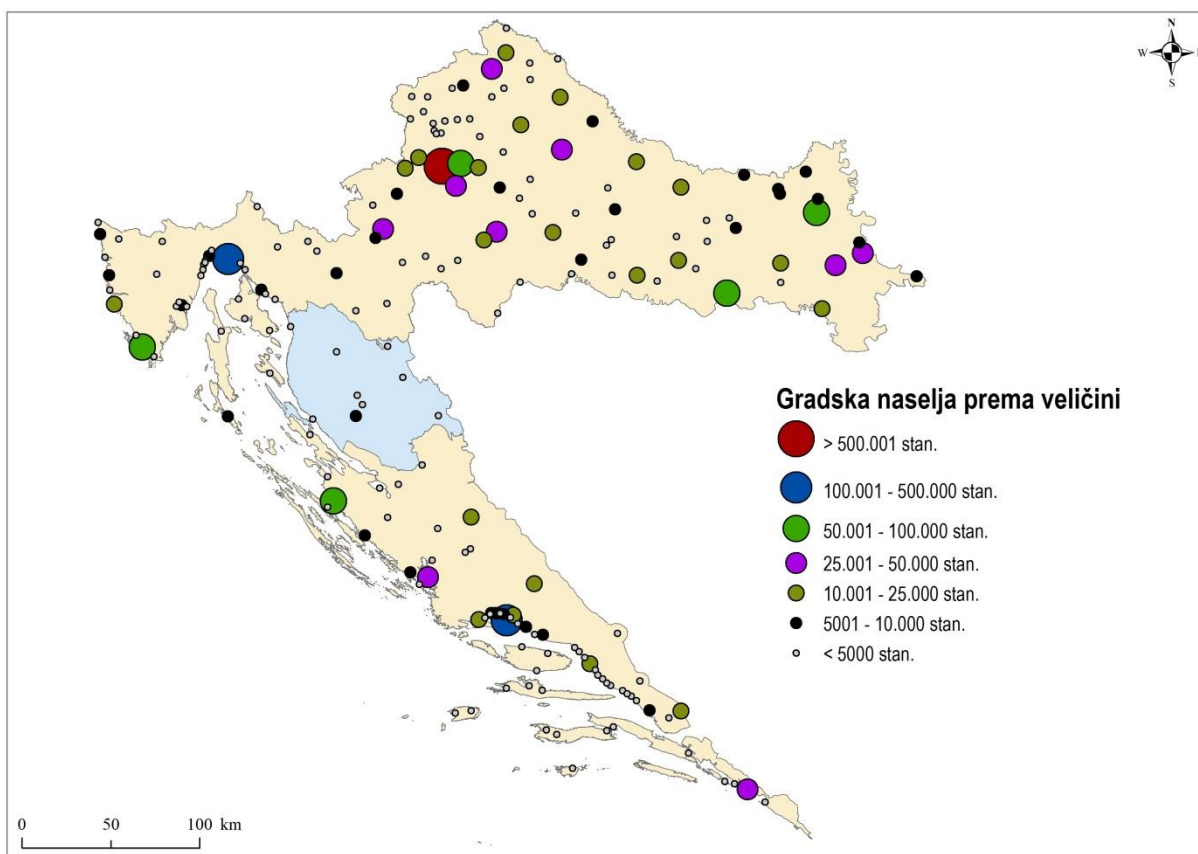 N
W
S
Gradska naselja prema veličini
> 500.001 stan.
100.001 - 500.000 stan.
50.001 - 100.000 stan.
25.001 - 50.000 stan.
10.001 - 25.000 stan.
5001 - 10.000 stan.
< 5000 stan.
0 50 100 km